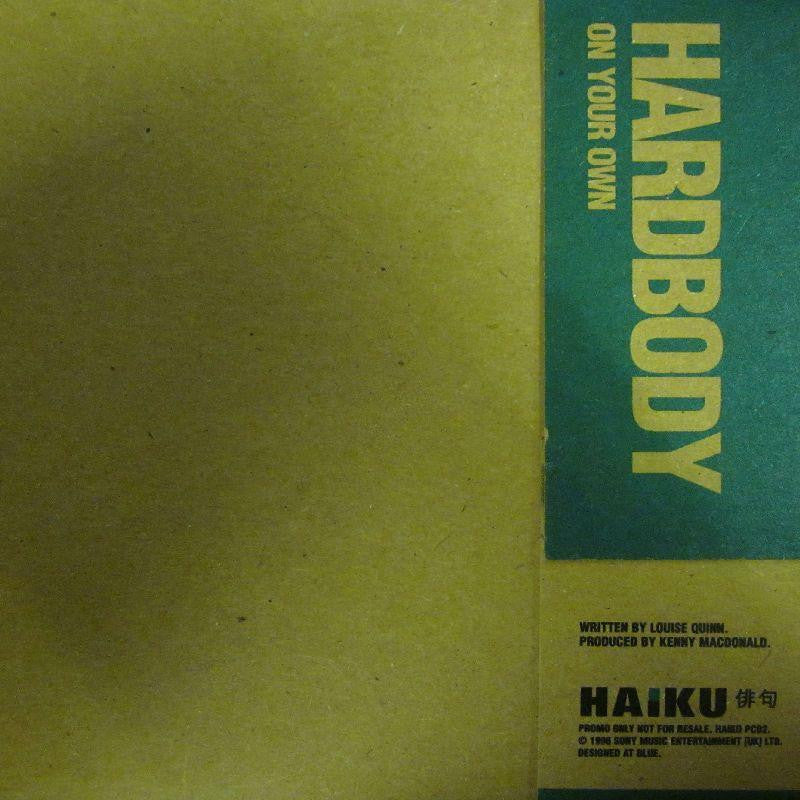 HARDBODY
ON YOUR OWN
WRITTEN BY LOUISE QUINN.
PRODUCED BY KENNY MACDONALD.
HAIKU 俳句
PROMO ONLY NOT FOR RESALE. HARD PCD2.
© 1996 SONY MUSIC ENTERTAINMENT (UK) LTD.
DESIGNED AT BLUE.